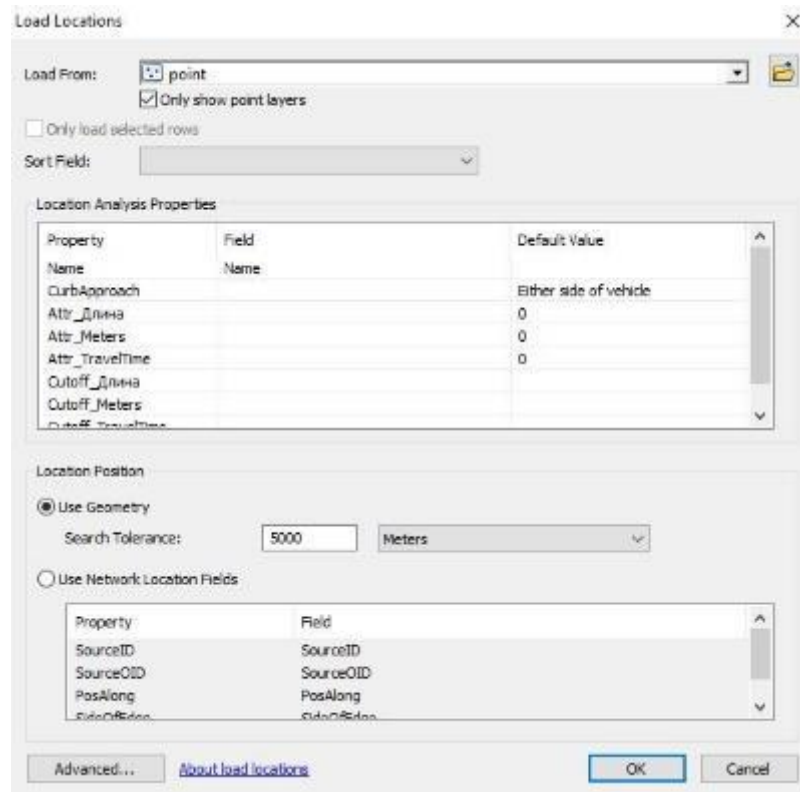 Load Locations
Load From: point
Only show point layers
Only load selected rows
Sort Field:
Location Analysis Properties
Property Field Default Value
Name Name
CurbApproach Either side of vehicle
Attr_Длина 0
Attr_Meters 0
Attr_TravelTime 0
Cutoff_Длина
Cutoff_Meters
Cutoff_TravelTime
Location Position
Use Geometry
Search Tolerance: 5000 Meters
Use Network Location Fields
Property Field
SourceID SourceID
SourceOID SourceOID
PosAlong PosAlong
SideOfEdge SideOfEdge
Advanced... About load locations OK Cancel